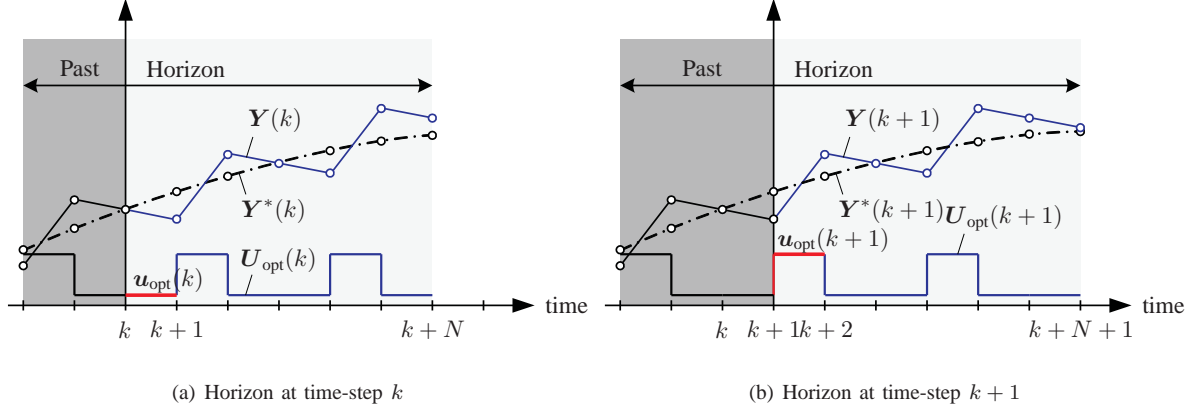 Past Horizon
Y(k)
Y*(k)
u_opt(k)
U_opt(k)
time
k k + 1 k + N
(a) Horizon at time-step k
Past Horizon
Y(k+1)
Y*(k+1)
U_opt(k+1)
u_opt(k+1)
time
k k + 1 k + 2 k + N + 1
(b) Horizon at time-step k + 1